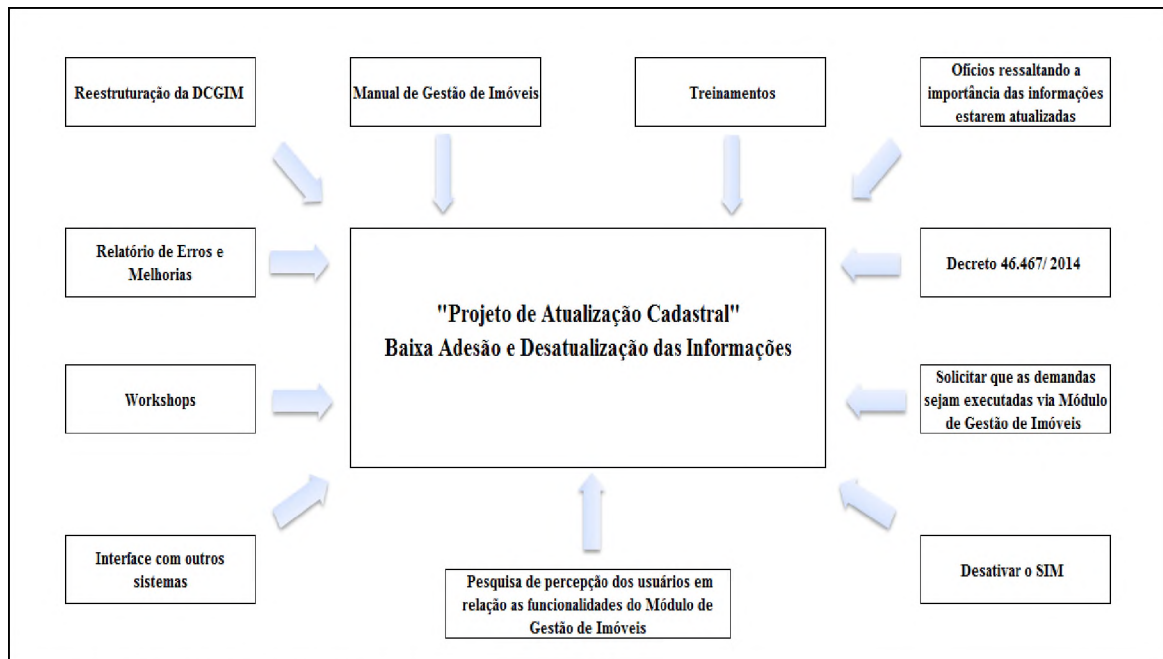 Reestruturação da DCGIM
Manual de Gestão de Imóveis
Treinamentos
Ofícios ressaltando a
importância das informações
estarem atualizadas
Relatório de Erros e
Melhorias
"Projeto de Atualização Cadastral"
Baixa Adesão e Desatualização das Informações
Decreto 46.467/ 2014
Workshops
Solicitar que as demandas
sejam executadas via Módulo
de Gestão de Imóveis
Interface com outros
sistemas
Pesquisa de percepção dos usuários em
relação as funcionalidades do Módulo de
Gestão de Imóveis
Desativar o SIM